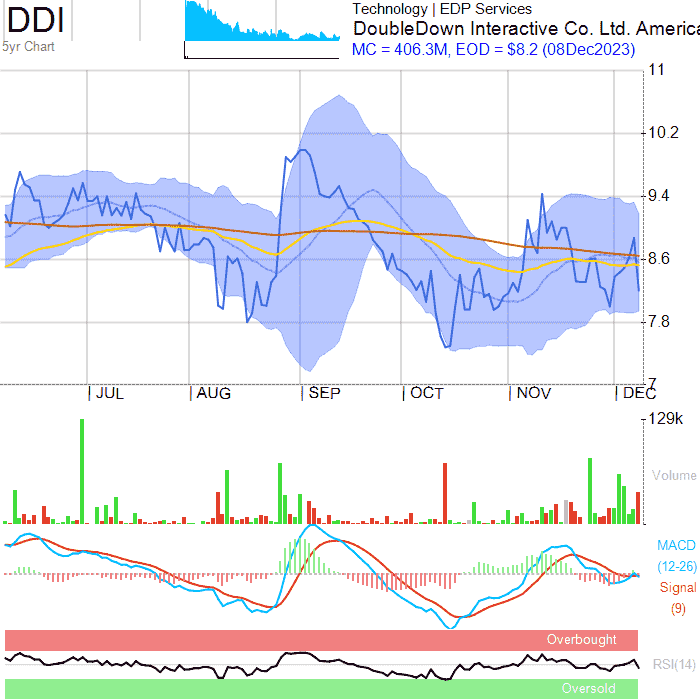 DDI
5yr Chart
Technology | EDP Services
DoubleDown Interactive Co. Ltd. America
MC = 406.3M, EOD = $8.2 (08Dec2023)
11
10.2
9.4
8.6
7.8
7
JUL
AUG
SEP
OCT
NOV
DEC
129k
Volume
MACD
(12-26)
Signal
(9)
Overbought
RSI(14)
Oversold